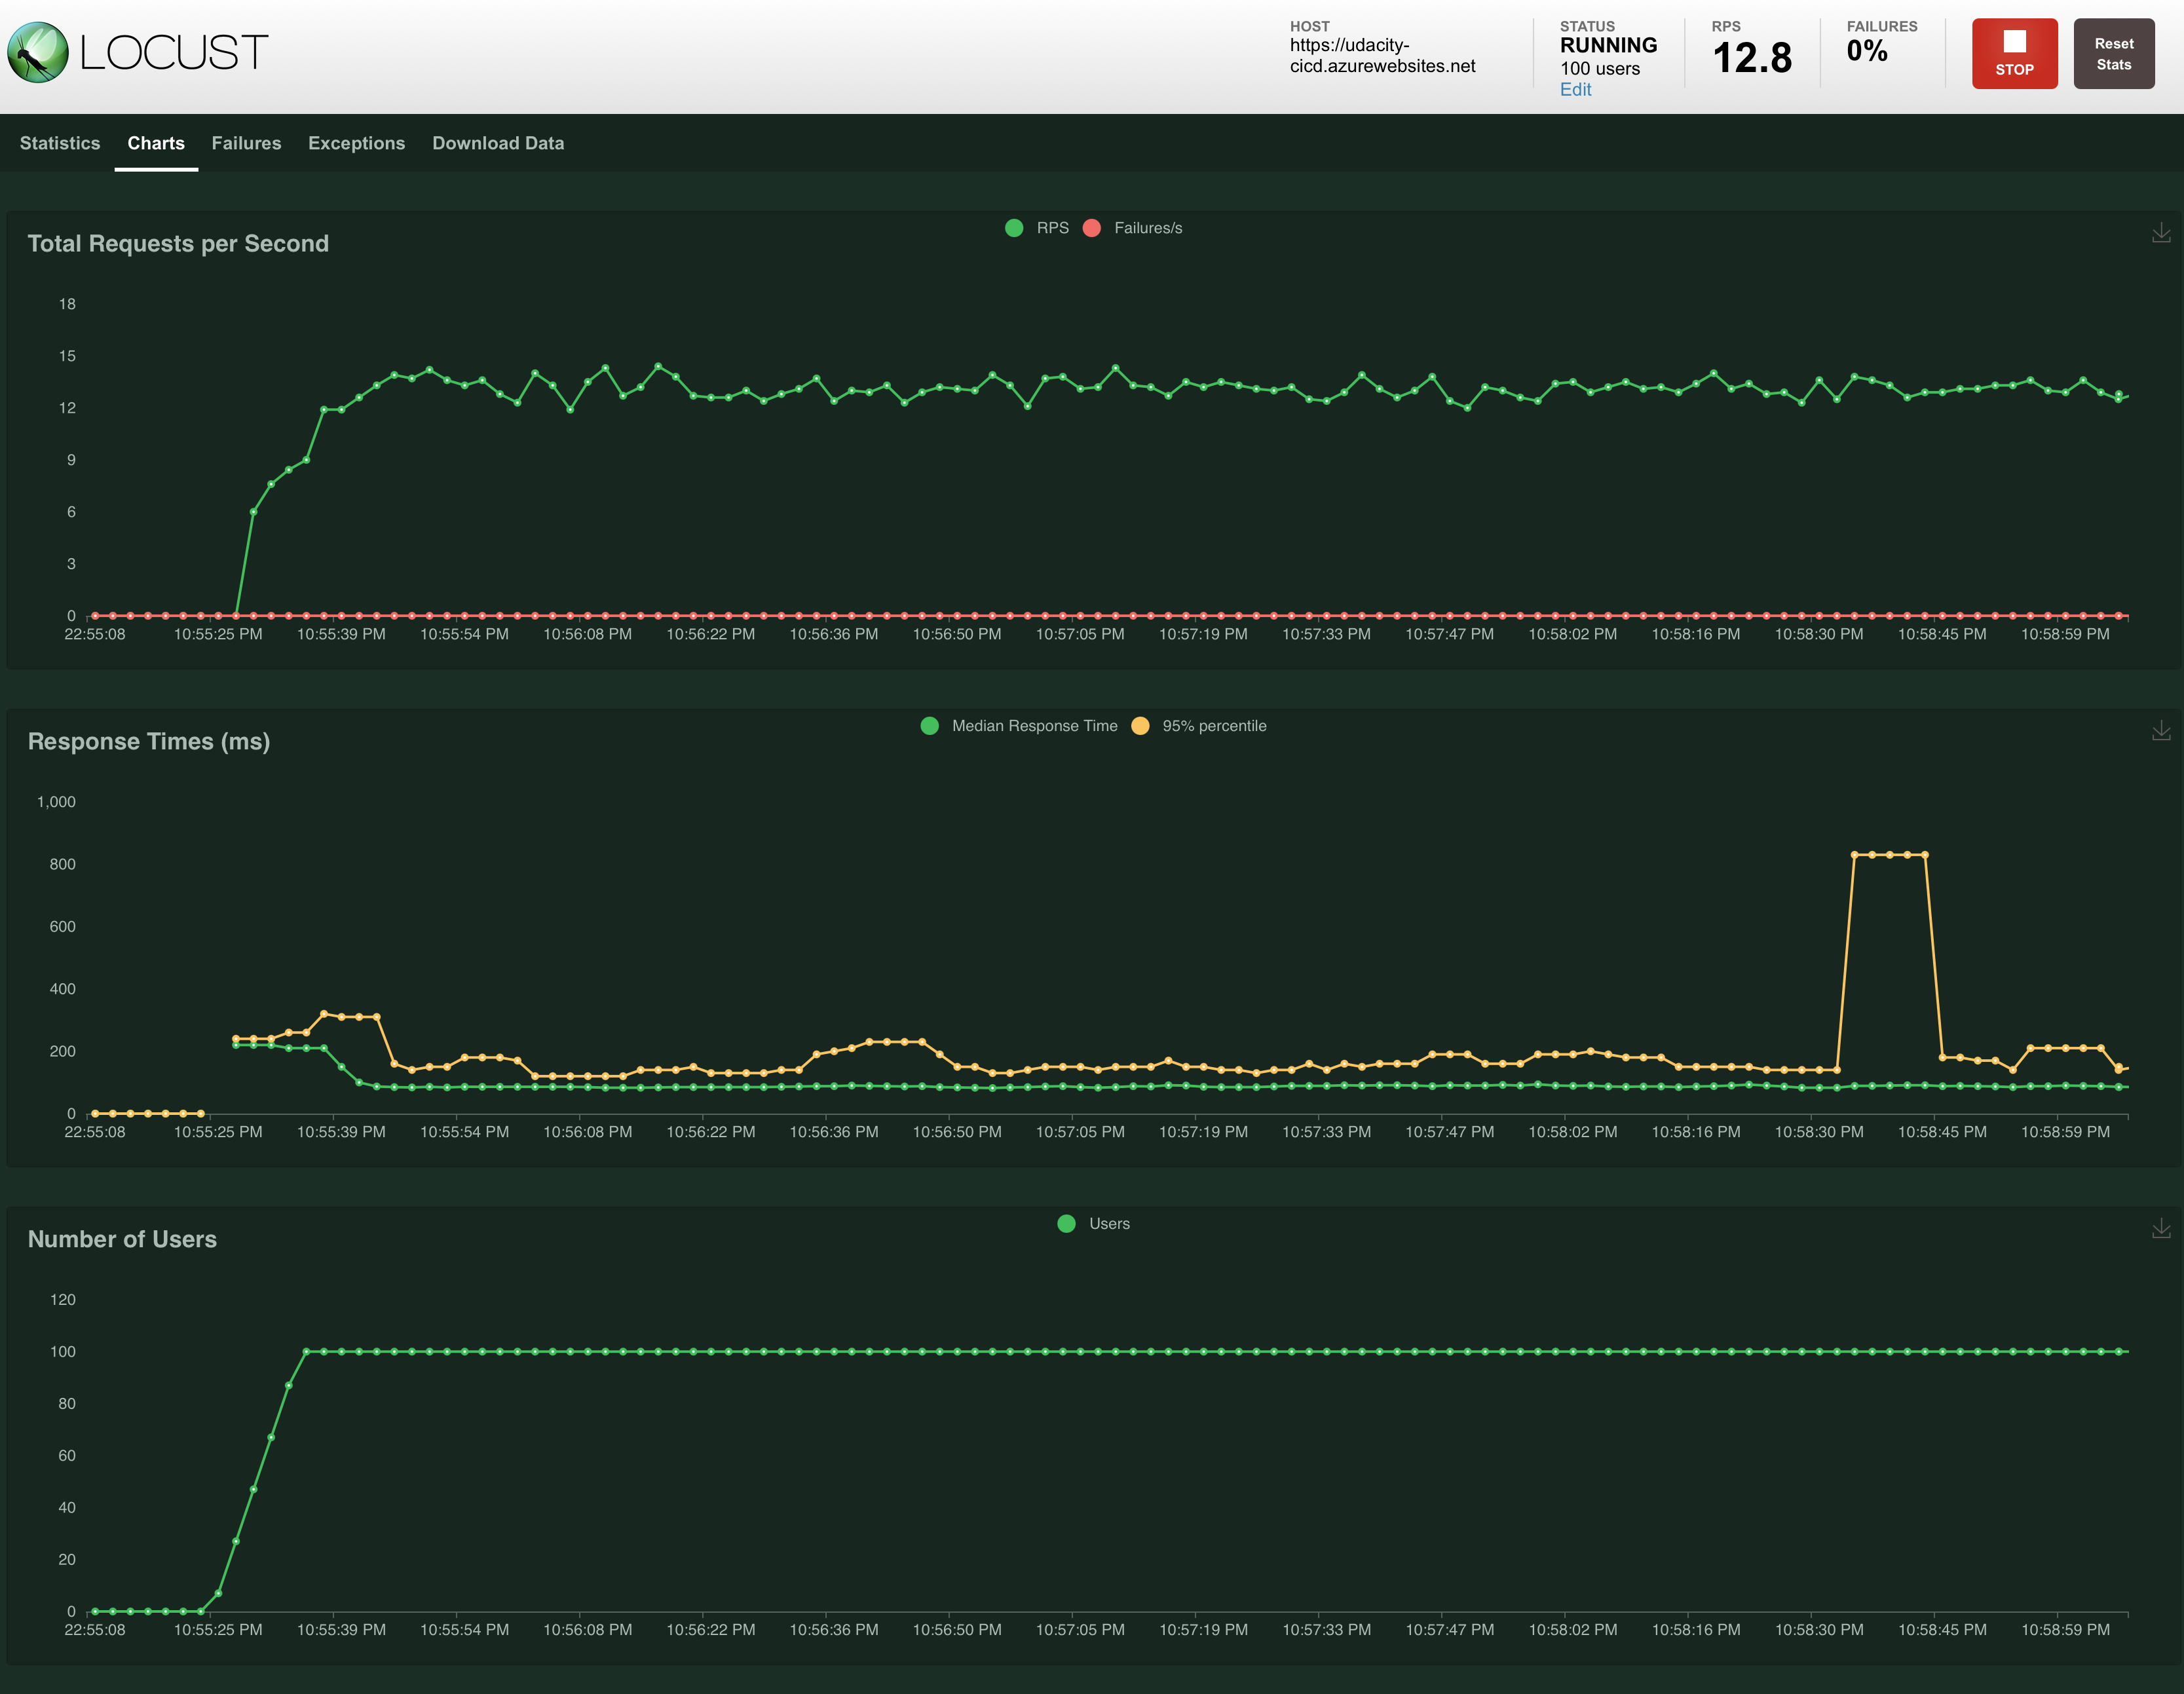 LOCUST
HOST
https://udacity-
cicd.azurewebsites.net
STATUS
RUNNING
100 users
Edit
RPS
12.8
FAILURES
0%
STOP
Reset
Stats
Statistics Charts Failures Exceptions Download Data
Total Requests per Second
RPS Failures/s
18
15
12
9
6
3
0
22:55:08 10:55:25 PM 10:55:39 PM 10:55:54 PM 10:56:08 PM 10:56:22 PM 10:56:36 PM 10:56:50 PM 10:57:05 PM 10:57:19 PM 10:57:33 PM 10:57:47 PM 10:58:02 PM 10:58:16 PM 10:58:30 PM 10:58:45 PM 10:58:59 PM
Response Times (ms)
Median Response Time 95% percentile
1,000
800
600
400
200
0
22:55:08 10:55:25 PM 10:55:39 PM 10:55:54 PM 10:56:08 PM 10:56:22 PM 10:56:36 PM 10:56:50 PM 10:57:05 PM 10:57:19 PM 10:57:33 PM 10:57:47 PM 10:58:02 PM 10:58:16 PM 10:58:30 PM 10:58:45 PM 10:58:59 PM
Number of Users
Users
120
100
80
60
40
20
0
22:55:08 10:55:25 PM 10:55:39 PM 10:55:54 PM 10:56:08 PM 10:56:22 PM 10:56:36 PM 10:56:50 PM 10:57:05 PM 10:57:19 PM 10:57:33 PM 10:57:47 PM 10:58:02 PM 10:58:16 PM 10:58:30 PM 10:58:45 PM 10:58:59 PM